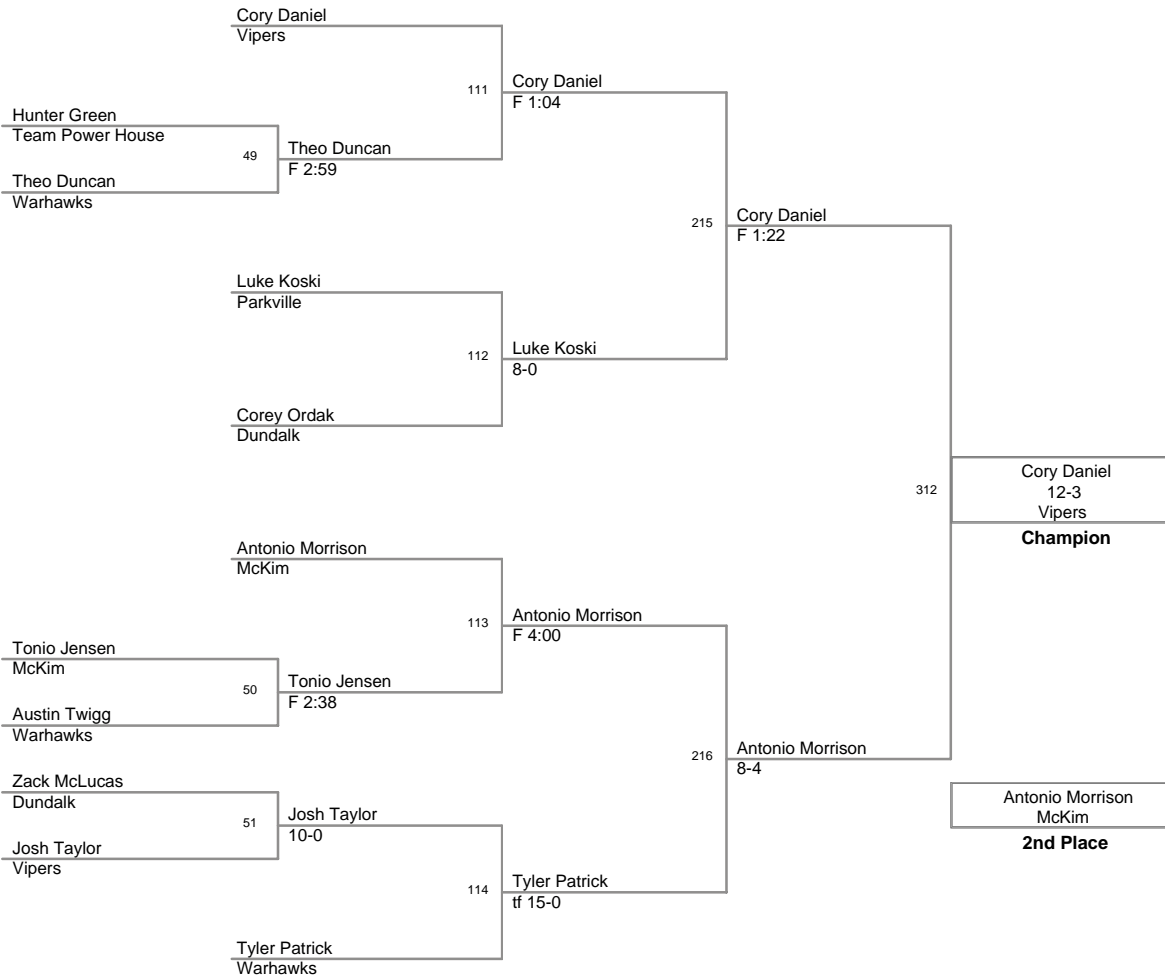 Cory Daniel
Vipers
111
Cory Daniel
F 1:04
Hunter Green
Team Power House
49
Theo Duncan
F 2:59
Theo Duncan
Warhawks
215
Cory Daniel
F 1:22
Luke Koski
Parkville
112
Luke Koski
8-0
Corey Ordak
Dundalk
312
Cory Daniel
12-3
Vipers
Champion
Antonio Morrison
McKim
113
Antonio Morrison
F 4:00
Tonio Jensen
McKim
50
Tonio Jensen
F 2:38
Austin Twigg
Warhawks
216
Antonio Morrison
8-4
Zack McLucas
Dundalk
51
Josh Taylor
10-0
Josh Taylor
Vipers
114
Tyler Patrick
tf 15-0
Tyler Patrick
Warhawks
Antonio Morrison
McKim
2nd Place